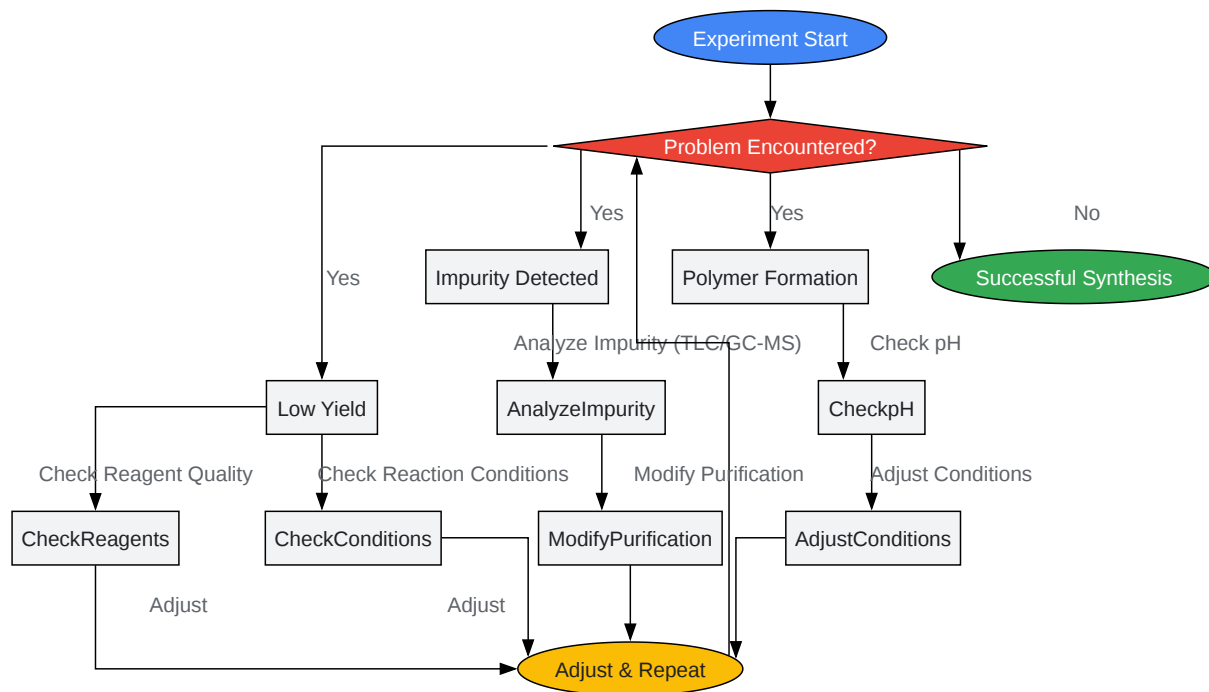 Experiment Start
Problem Encountered?
Yes
Yes
No
Impurity Detected
Polymer Formation
Successful Synthesis
Yes
Analyze Impurity (TLC/GC-MS)
Check pH
Low Yield
AnalyzeImpurity
CheckpH
Check Reagent Quality
Check Reaction Conditions
Modify Purification
Adjust Conditions
CheckReagents
CheckConditions
ModifyPurification
AdjustConditions
Adjust
Adjust
Adjust & Repeat